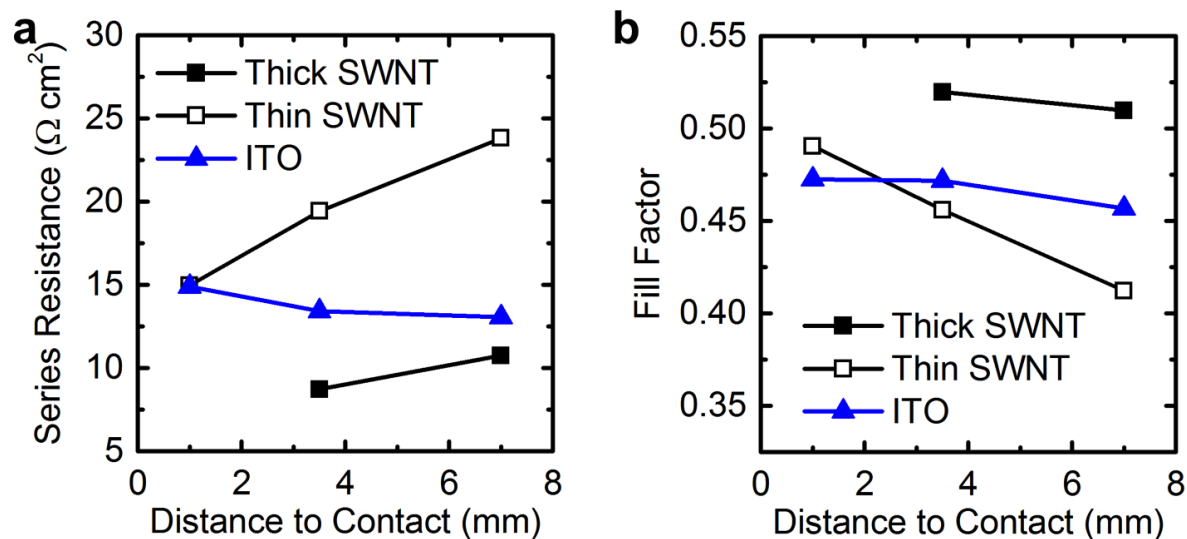 a
30
25
20
15
10
5
Series Resistance (Ω cm²)
Thick SWNT
Thin SWNT
ITO
0 2 4 6 8
Distance to Contact (mm)
b
0.55
0.50
0.45
0.40
0.35
Fill Factor
Thick SWNT
Thin SWNT
ITO
0 2 4 6 8
Distance to Contact (mm)